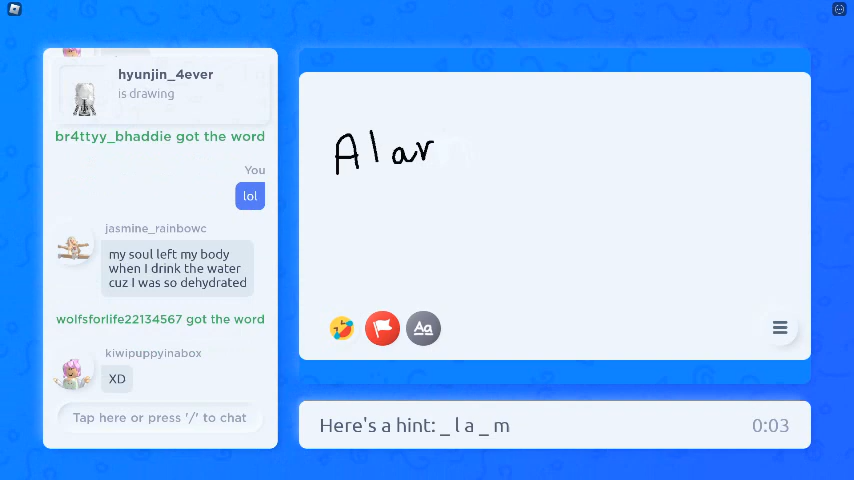 hyunjin_4ever
is drawing
br4ttyy_bhaddie got the word
You
lol
jasmine_rainbowc
my soul left my body
when I drink the water
cuz I was so dehydrated
wolfsforlife22134567 got the word
kiwipuppyinabox
XD
Tap here or press '/' to chat
Alar
Aa
Here's a hint: _ l a _ m
0:03